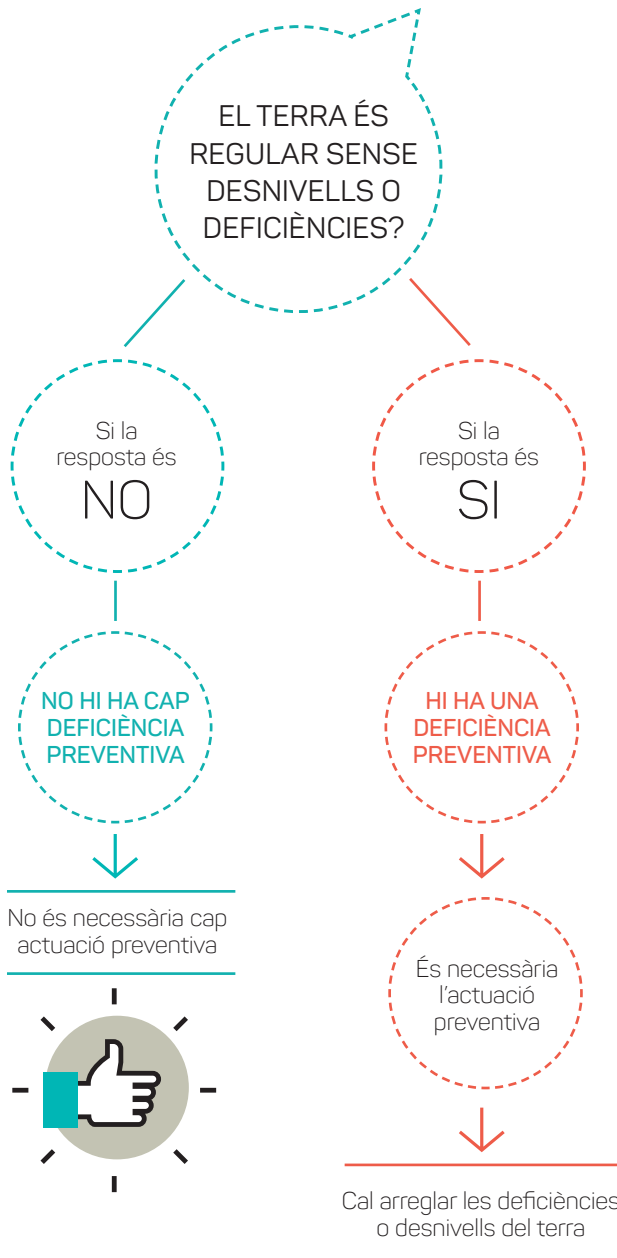 EL TERRA ÉS
REGULAR SENSE
DESNIVELLS O
DEFICIÈNCIES?
Si la
resposta és
NO
NO HI HA CAP
DEFICIÈNCIA
PREVENTIVA
No és necessària cap
actuació preventiva
Si la
resposta és
SI
HI HA UNA
DEFICIÈNCIA
PREVENTIVA
És necessària
l'actuació
preventiva
Cal arreglar les deficiències
o desnivells del terra